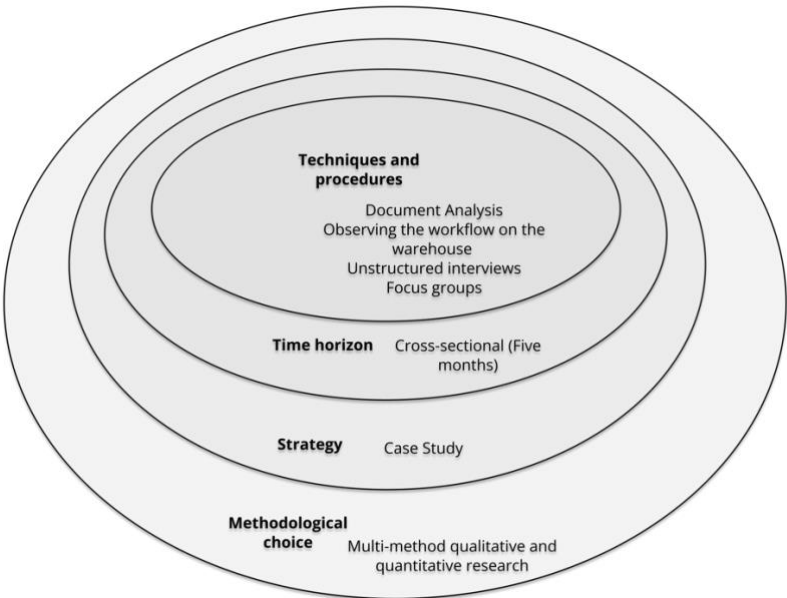 Techniques and
procedures
Document Analysis
Observing the workflow on the
warehouse
Unstructured interviews
Focus groups
Time horizon
Cross-sectional (Five
months)
Strategy
Case Study
Methodological
choice
Multi-method qualitative and
quantitative research